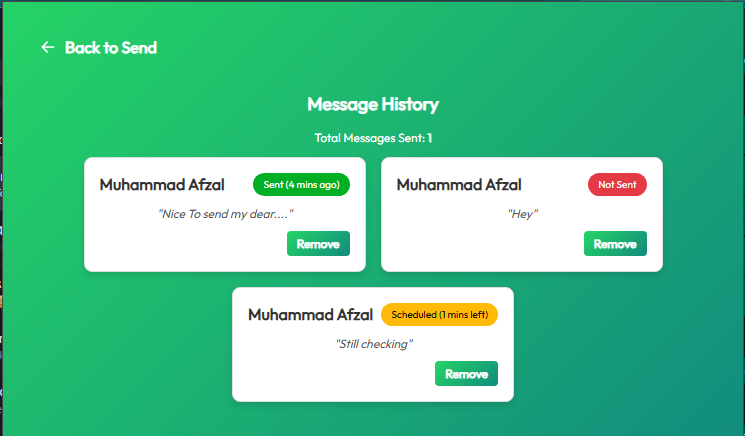 Back to Send
Message History
Total Messages Sent: 1
Muhammad Afzal
Sent (4 mins ago)
"Nice To send my dear...."
Remove
Muhammad Afzal
Not Sent
"Hey"
Remove
Muhammad Afzal
Scheduled (1 mins left)
"Still checking"
Remove